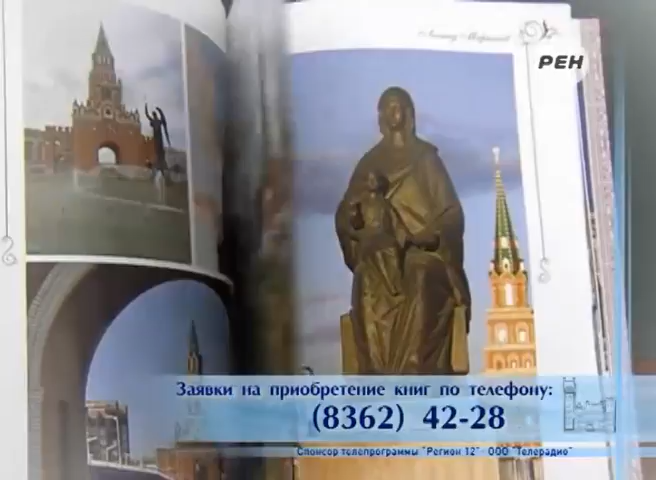 РЕН
Заявки на приобретение книг по телефону:
(8362) 42-28
Спонсор телепрограммы "Регион 12" - ООО "Телерадио"